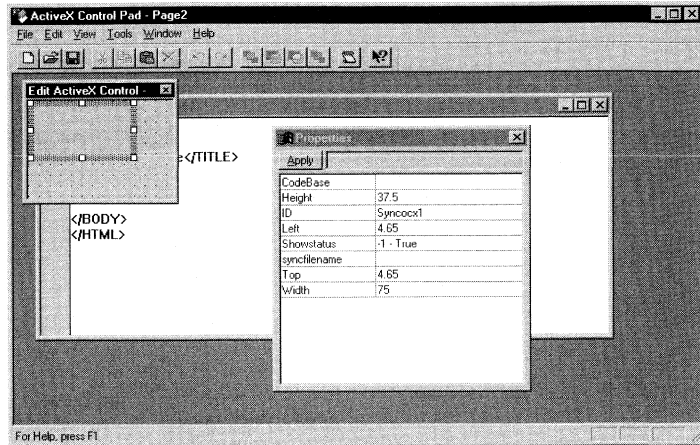 ActiveX Control Pad - Page2
File Edit View Tools Window Help
Edit ActiveX Control -
e</TITLE>
</BODY>
</HTML>
Properties
Apply
CodeBase
Height 37.5
ID Syncocx1
Left 4.65
Showstatus -1 - True
syncfilename
Top 4.65
Width 75
For Help, press F1